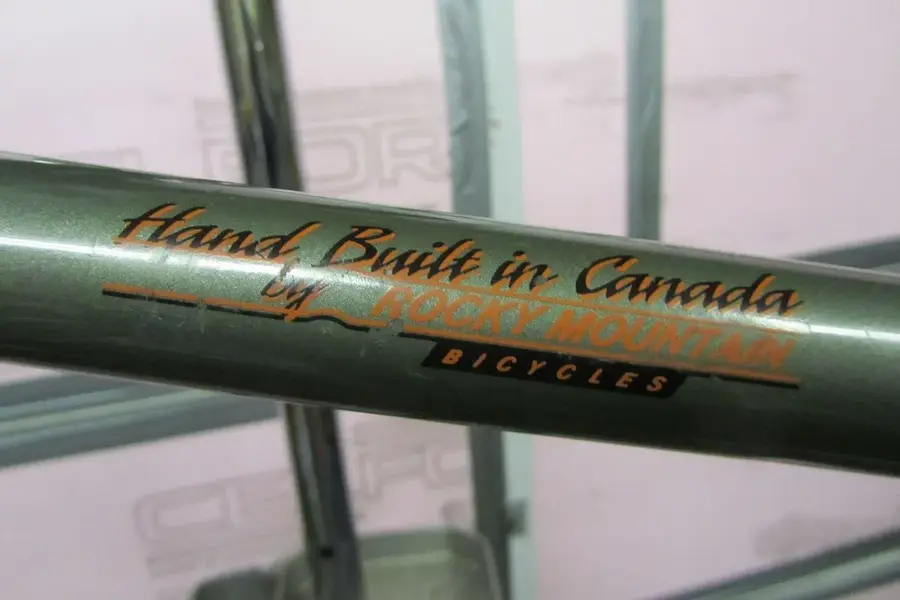 Hand Built in Canada
by ROCKY MOUNTAIN
BICYCLES